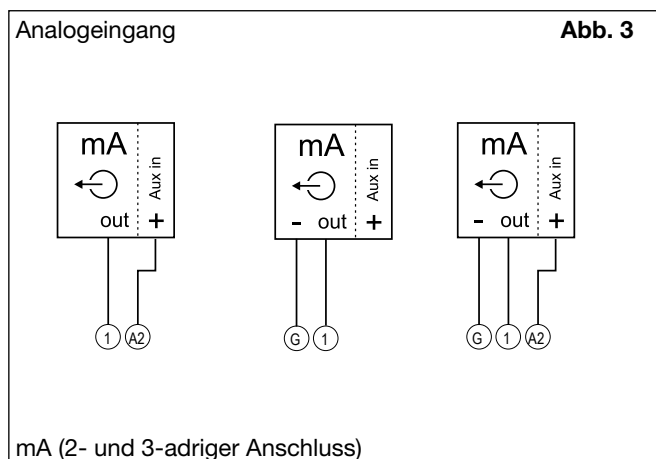 Analogeingang Abb. 3
mA mA mA
Aux in Aux in Aux in
out + - out + - out +
1 A2 G 1 G 1 A2
mA (2- und 3-adriger Anschluss)